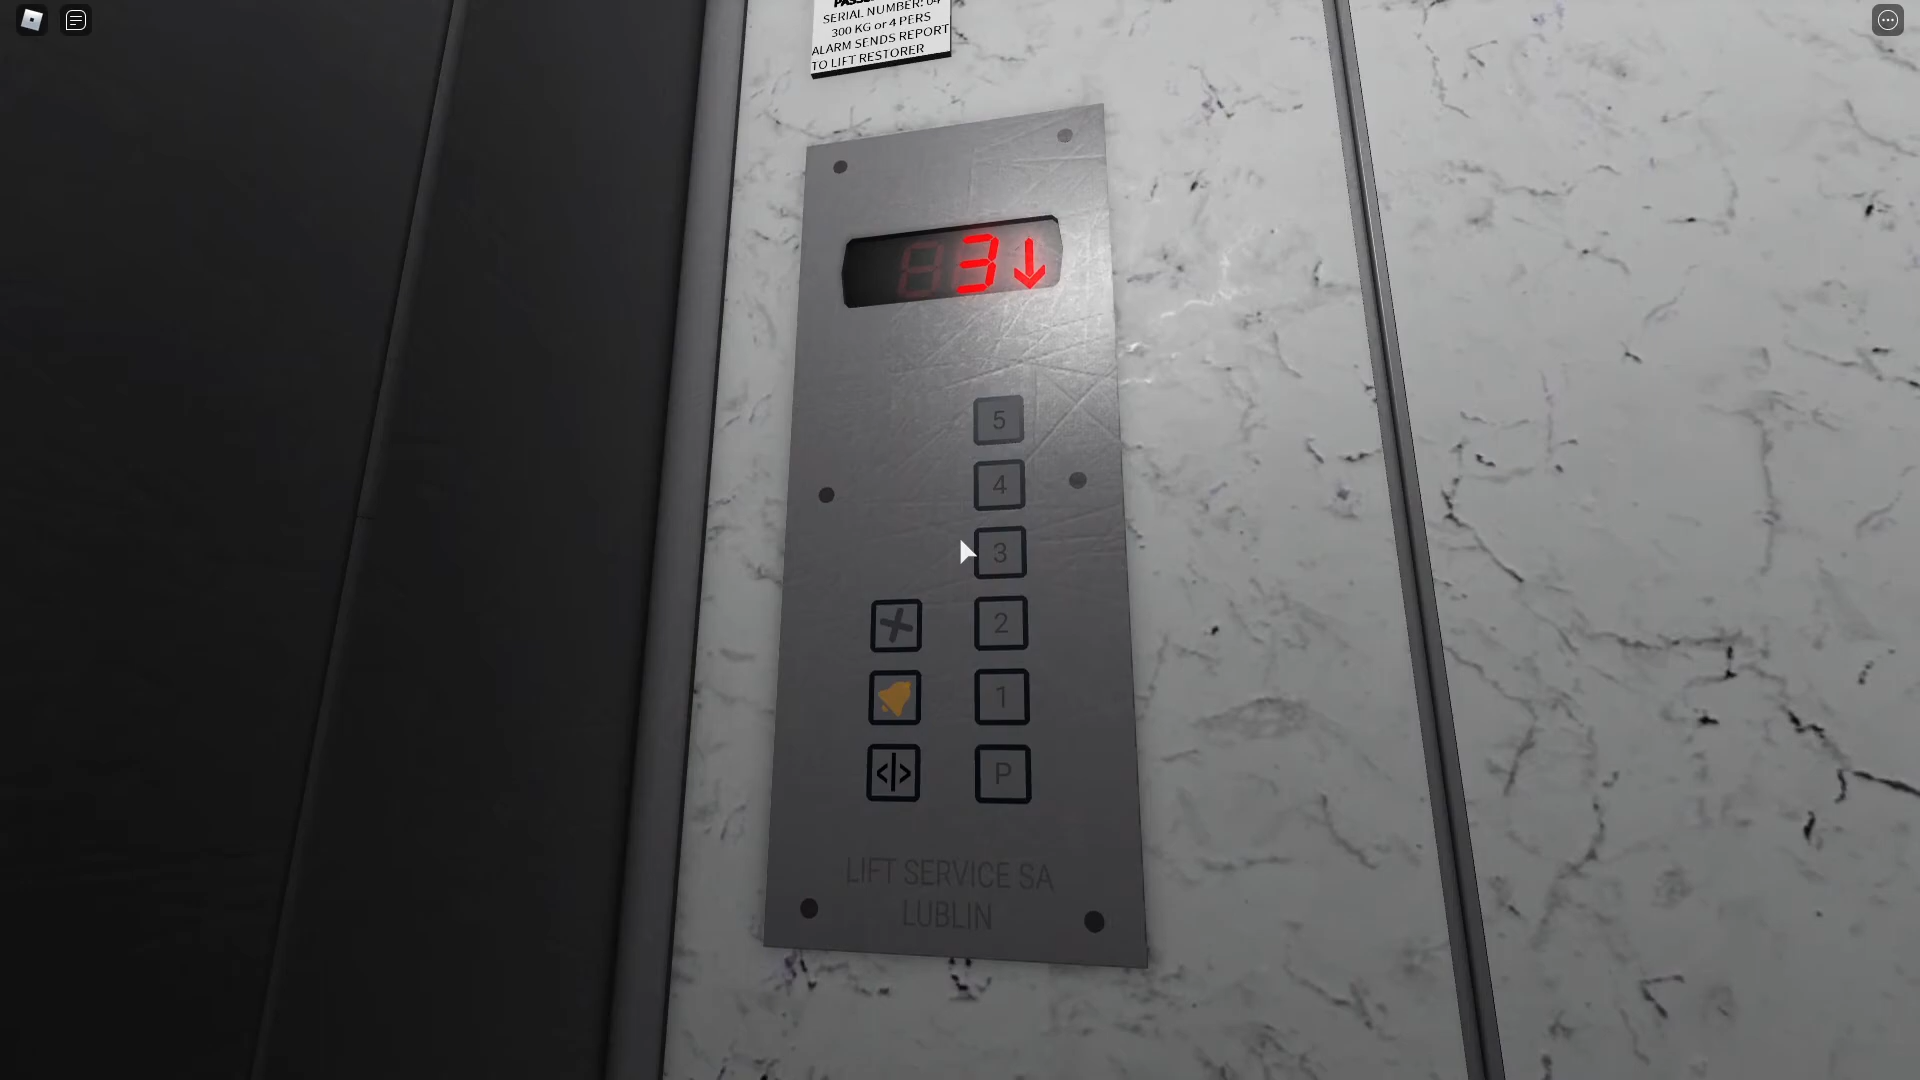 SERIAL NUMBER: 04
300 KG or 4 PERS
ALARM SENDS REPORT
TO LIFT RESTORER
3↓
5
4
3
2
1
<|>
P
LIFT SERVICE SA
LUBLIN